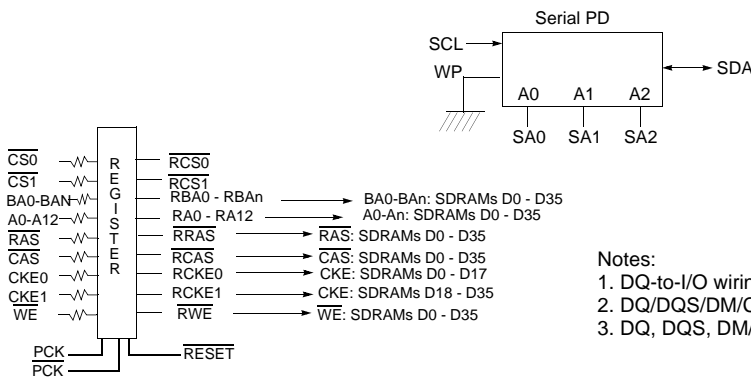 Serial PD
SCL
WP
SDA
A0 A1 A2
SA0 SA1 SA2
REGISTER
CS0 RCS0
CS1 RCS1
BA0-BAN RBA0 - RBAn BA0-BAn: SDRAMs D0 - D35
A0-A12 RA0 - RA12 A0-An: SDRAMs D0 - D35
RAS RRAS RAS: SDRAMs D0 - D35
CAS RCAS CAS: SDRAMs D0 - D35
CKE0 RCKE0 CKE: SDRAMs D0 - D17
CKE1 RCKE1 CKE: SDRAMs D18 - D35
WE RWE WE: SDRAMs D0 - D35
PCK
PCK
RESET
Notes:
1. DQ-to-I/O
2. DQ/DQS/DM/
3. DQ, DQS, DM/